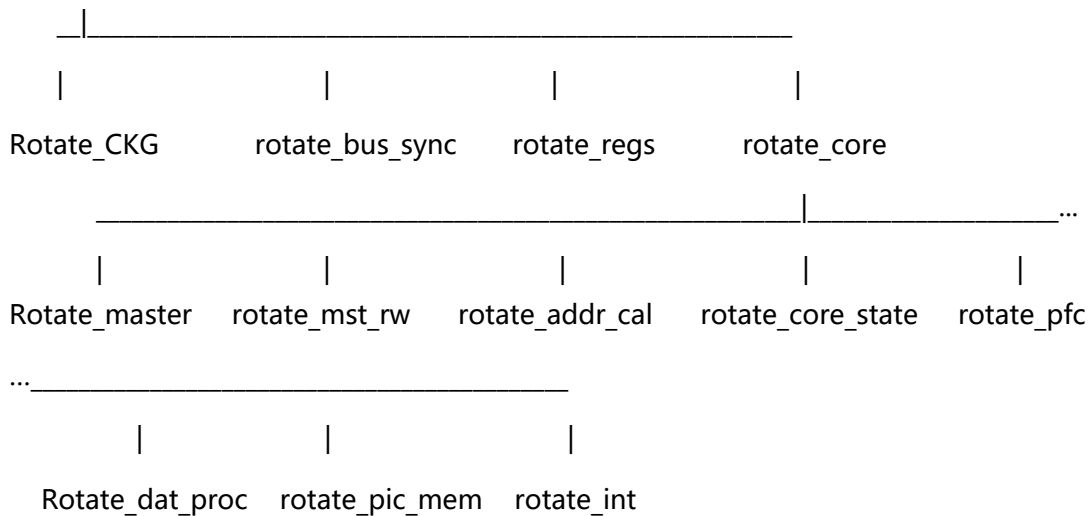 Rotate_CKG rotate_bus_sync rotate_regs rotate_core
Rotate_master rotate_mst_rw rotate_addr_cal rotate_core_state rotate_pfc
Rotate_dat_proc rotate_pic_mem rotate_int